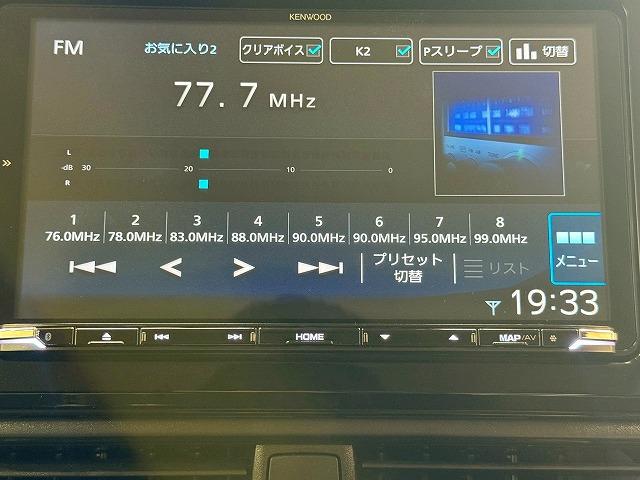 KENWOOD
FM お気に入り2 クリアボイス K2 Pスリープ 切替
77.7 MHz
L
-dB 30 20 10 0
R
1 2 3 4 5 6 7 8
76.0MHz 78.0MHz 83.0MHz 88.0MHz 90.0MHz 90.0MHz 95.0MHz 99.0MHz
プリセット
切替
リスト
メニュー
19:33
HOME MAP/AV